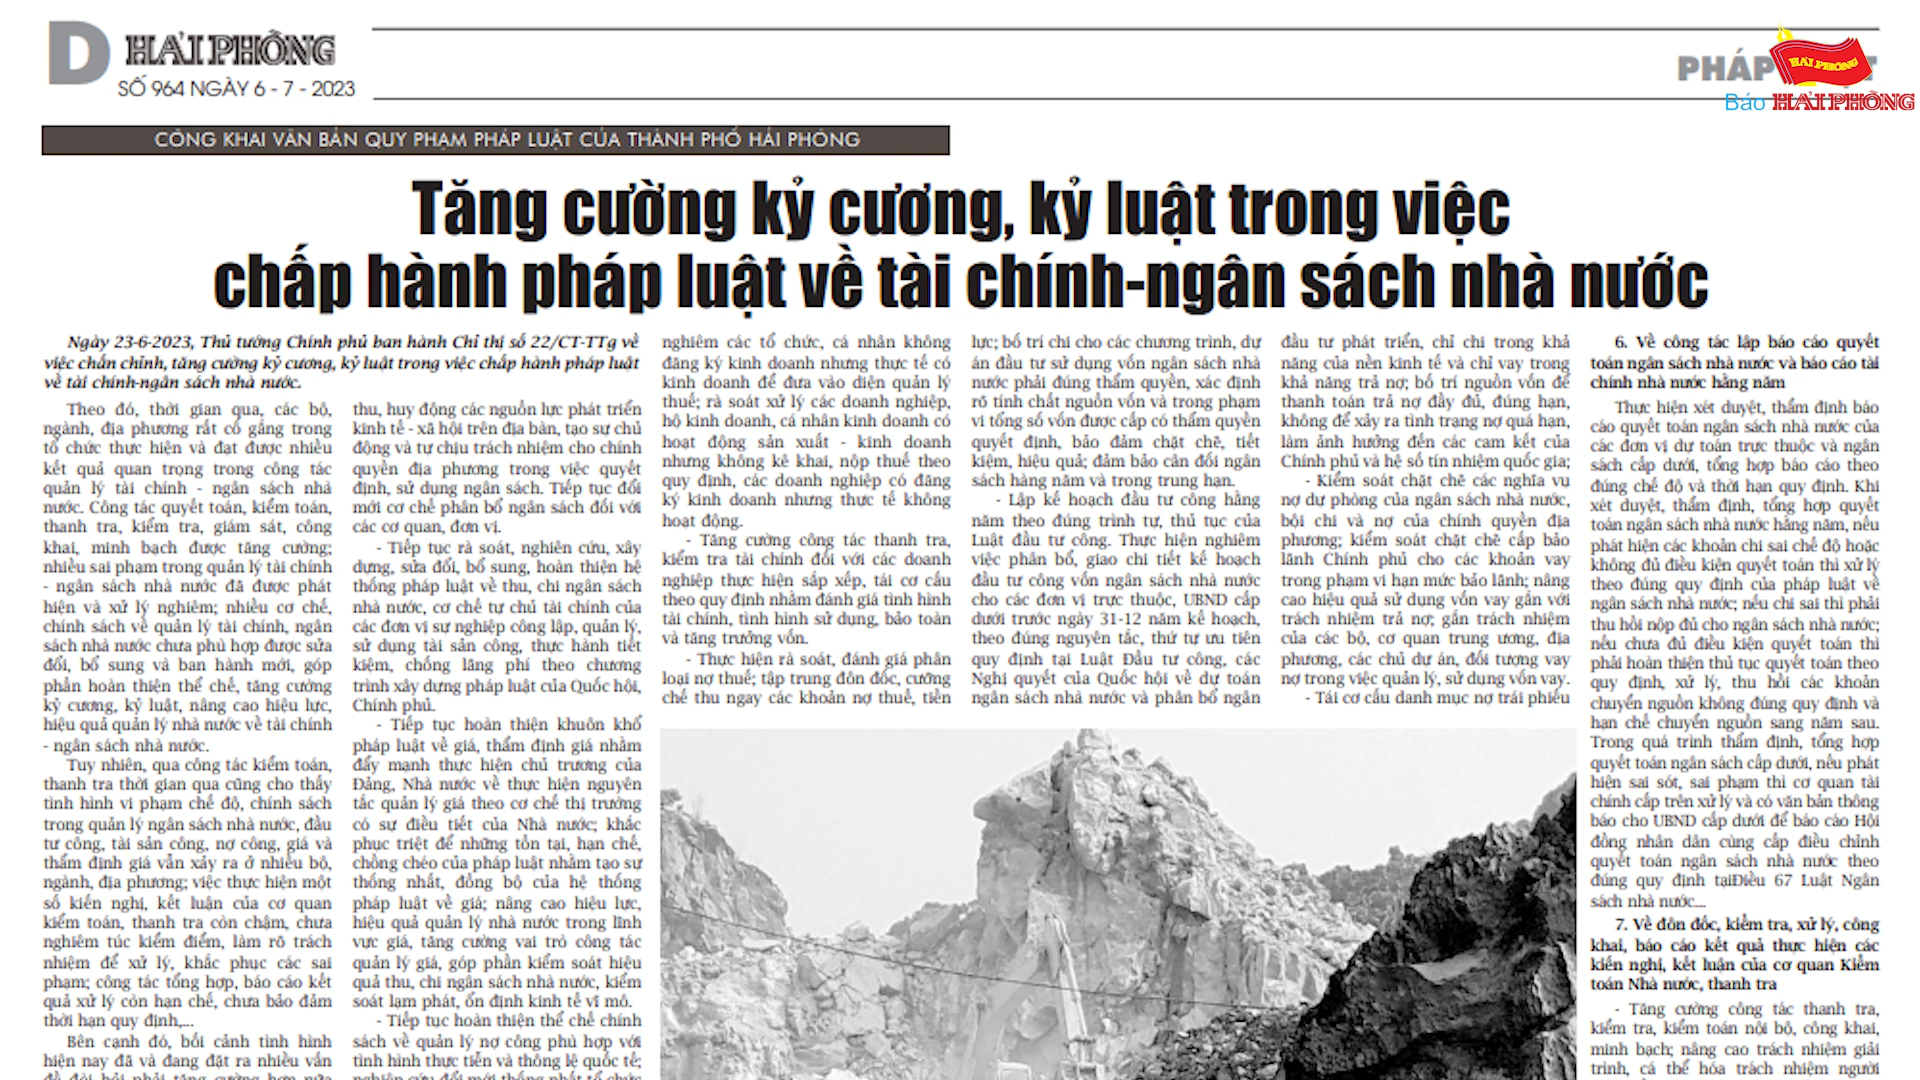 D HẢI PHÒNG
SỐ 964 NGÀY 6 - 7 - 2023
PHÁP
HẢI PHÒNG
Báo HẢI PHÒNG
CÔNG KHAI VĂN BẢN QUY PHẠM PHÁP LUẬT CỦA THÀNH PHỐ HẢI PHÒNG
Tăng cường kỷ cương, kỷ luật trong việc
chấp hành pháp luật về tài chính-ngân sách nhà nước
Ngày 23-6-2023, Thủ tướng Chính phủ ban hành Chỉ thị số 22/CT-TTg về
việc chấn chỉnh, tăng cường kỷ cương, kỷ luật trong việc chấp hành pháp luật
về tài chính-ngân sách nhà nước.
Theo đó, thời gian qua, các bộ,
ngành, địa phương rất cố gắng trong
tổ chức thực hiện và đạt được nhiều
kết quả quan trọng trong công tác
quản lý tài chính - ngân sách nhà
nước. Công tác quyết toán, kiểm toán,
thanh tra, kiểm tra, giám sát, công
khai, minh bạch được tăng cường;
nhiều sai phạm trong quản lý tài chính
- ngân sách nhà nước đã được phát
hiện và xử lý nghiêm; nhiều cơ chế,
chính sách về quản lý tài chính, ngân
sách nhà nước chưa phù hợp được sửa
đổi, bổ sung và ban hành mới, góp
phần hoàn thiện thể chế, tăng cường
kỷ cương, kỷ luật, nâng cao hiệu lực,
hiệu quả quản lý nhà nước về tài chính
- ngân sách nhà nước.
Tuy nhiên, qua công tác kiểm toán,
thanh tra thời gian qua cũng cho thấy
tình hình vi phạm chế độ, chính sách
trong quản lý ngân sách nhà nước, đầu
tư công, tài sản công, nợ công, giá và
thẩm định giá vẫn xảy ra ở nhiều bộ,
ngành, địa phương; việc thực hiện một
số kiến nghị, kết luận của cơ quan
kiểm toán, thanh tra còn chậm, chưa
nghiêm túc kiểm điểm, làm rõ trách
nhiệm để xử lý, khắc phục các sai
phạm; công tác tổng hợp, báo cáo kết
quả xử lý còn hạn chế, chưa bảo đảm
thời hạn quy định,...
Bên cạnh đó, bối cảnh tình hình
hiện nay đã và đang đặt ra nhiều vấn
đề đòi hỏi phải tăng cường hơn nữa
thu, huy động các nguồn lực phát triển
kinh tế - xã hội trên địa bàn, tạo sự chủ
động và tự chịu trách nhiệm cho chính
quyền địa phương trong việc quyết
định, sử dụng ngân sách. Tiếp tục đổi
mới cơ chế phân bổ ngân sách đối với
các cơ quan, đơn vị.
- Tiếp tục rà soát, nghiên cứu, xây
dựng, sửa đổi, bổ sung, hoàn thiện hệ
thống pháp luật về thu, chi ngân sách
nhà nước, cơ chế tự chủ tài chính của
các đơn vị sự nghiệp công lập, quản lý,
sử dụng tài sản công, thực hành tiết
kiệm, chống lãng phí theo chương
trình xây dựng pháp luật của Quốc hội,
Chính phủ.
- Tiếp tục hoàn thiện khuôn khổ
pháp luật về giá, thẩm định giá nhằm
đẩy mạnh thực hiện chủ trương của
Đảng, Nhà nước về thực hiện nguyên
tắc quản lý giá theo cơ chế thị trường
có sự điều tiết của Nhà nước; khắc
phục triệt để những tồn tại, hạn chế,
chồng chéo của pháp luật nhằm tạo sự
thống nhất, đồng bộ của hệ thống
pháp luật về giá; nâng cao hiệu lực,
hiệu quả quản lý nhà nước trong lĩnh
vực giá, tăng cường vai trò công tác
quản lý giá, góp phần kiểm soát hiệu
quả thu, chi ngân sách nhà nước, kiểm
soát lạm phát, ổn định kinh tế vĩ mô.
- Tiếp tục hoàn thiện thể chế chính
sách về quản lý nợ công phù hợp với
tình hình thực tiễn và thông lệ quốc tế;
nghiên cứu đổi mới thống nhất tổ chức
nghiêm các tổ chức, cá nhân không
đăng ký kinh doanh nhưng thực tế có
kinh doanh để đưa vào diện quản lý
thuế; rà soát xử lý các doanh nghiệp,
hộ kinh doanh, cá nhân kinh doanh có
hoạt động sản xuất - kinh doanh
nhưng không kê khai, nộp thuế theo
quy định, các doanh nghiệp có đăng
ký kinh doanh nhưng thực tế không
hoạt động.
- Tăng cường công tác thanh tra,
kiểm tra tài chính đối với các doanh
nghiệp thực hiện sắp xếp, tái cơ cấu
theo quy định nhằm đánh giá tình hình
tài chính, tình hình sử dụng, bảo toàn
và tăng trưởng vốn.
- Thực hiện rà soát, đánh giá phân
loại nợ thuế; tập trung đôn đốc, cưỡng
chế thu ngay các khoản nợ thuế, tiền
lực; bố trí chi cho các chương trình, dự
án đầu tư sử dụng vốn ngân sách nhà
nước phải đúng thẩm quyền, xác định
rõ tính chất nguồn vốn và trong phạm
vi tổng số vốn được cấp có thẩm quyền
quyết định, bảo đảm chặt chẽ, tiết
kiệm, hiệu quả; đảm bảo cân đối ngân
sách hàng năm và trong trung hạn.
- Lập kế hoạch đầu tư công hằng
năm theo đúng trình tự, thủ tục của
Luật đầu tư công. Thực hiện nghiêm
việc phân bổ, giao chi tiết kế hoạch
đầu tư công vốn ngân sách nhà nước
cho các đơn vị trực thuộc, UBND cấp
dưới trước ngày 31-12 năm kế hoạch,
theo đúng nguyên tắc, thứ tự ưu tiên
quy định tại Luật Đầu tư công, các
Nghị quyết của Quốc hội về dự toán
ngân sách nhà nước và phân bổ ngân
đầu tư phát triển, chỉ chi trong khả
năng của nền kinh tế và chỉ vay trong
khả năng trả nợ; bố trí nguồn vốn để
thanh toán trả nợ đầy đủ, đúng hạn,
không để xảy ra tình trạng nợ quá hạn,
làm ảnh hưởng đến các cam kết của
Chính phủ và hệ số tín nhiệm quốc gia;
- Kiểm soát chặt chẽ các nghĩa vụ
nợ dự phòng của ngân sách nhà nước,
bội chi và nợ của chính quyền địa
phương; kiểm soát chặt chẽ cấp bảo
lãnh Chính phủ cho các khoản vay
trong phạm vi hạn mức bảo lãnh; nâng
cao hiệu quả sử dụng vốn vay gắn với
trách nhiệm trả nợ; gắn trách nhiệm
của các bộ, cơ quan trung ương, địa
phương, các chủ dự án, đối tượng vay
nợ trong việc quản lý, sử dụng vốn vay.
- Tái cơ cấu danh mục nợ trái phiếu
6. Về công tác lập báo cáo quyết
toán ngân sách nhà nước và báo cáo tài
chính nhà nước hằng năm
Thực hiện xét duyệt, thẩm định báo
cáo quyết toán ngân sách nhà nước của
các đơn vị dự toán trực thuộc và ngân
sách cấp dưới, tổng hợp báo cáo theo
đúng chế độ và thời hạn quy định. Khi
xét duyệt, thẩm định, tổng hợp quyết
toán ngân sách nhà nước hằng năm, nếu
phát hiện các khoản chi sai chế độ hoặc
không đủ điều kiện quyết toán thì xử lý
theo đúng quy định của pháp luật về
ngân sách nhà nước; nếu chi sai thì phải
thu hồi nộp đủ cho ngân sách nhà nước;
nếu chưa đủ điều kiện quyết toán thì
phải hoàn thiện thủ tục quyết toán theo
quy định, xử lý, thu hồi các khoản
chuyển nguồn không đúng quy định và
hạn chế chuyển nguồn sang năm sau.
Trong quá trình thẩm định, tổng hợp
quyết toán ngân sách cấp dưới, nếu phát
hiện sai sót, sai phạm thì cơ quan tài
chính cấp trên xử lý và có văn bản thông
báo cho UBND cấp dưới để báo cáo Hội
đồng nhân dân cùng cấp điều chỉnh
quyết toán ngân sách nhà nước theo
đúng quy định tạiĐiều 67 Luật Ngân
sách nhà nước...
7. Về đôn đốc, kiểm tra, xử lý, công
khai, báo cáo kết quả thực hiện các
kiến nghị, kết luận của cơ quan Kiểm
toán Nhà nước, thanh tra
- Tăng cường công tác thanh tra,
kiểm tra, kiểm toán nội bộ, công khai,
minh bạch; nâng cao trách nhiệm giải
trình, cá thể hóa trách nhiệm người